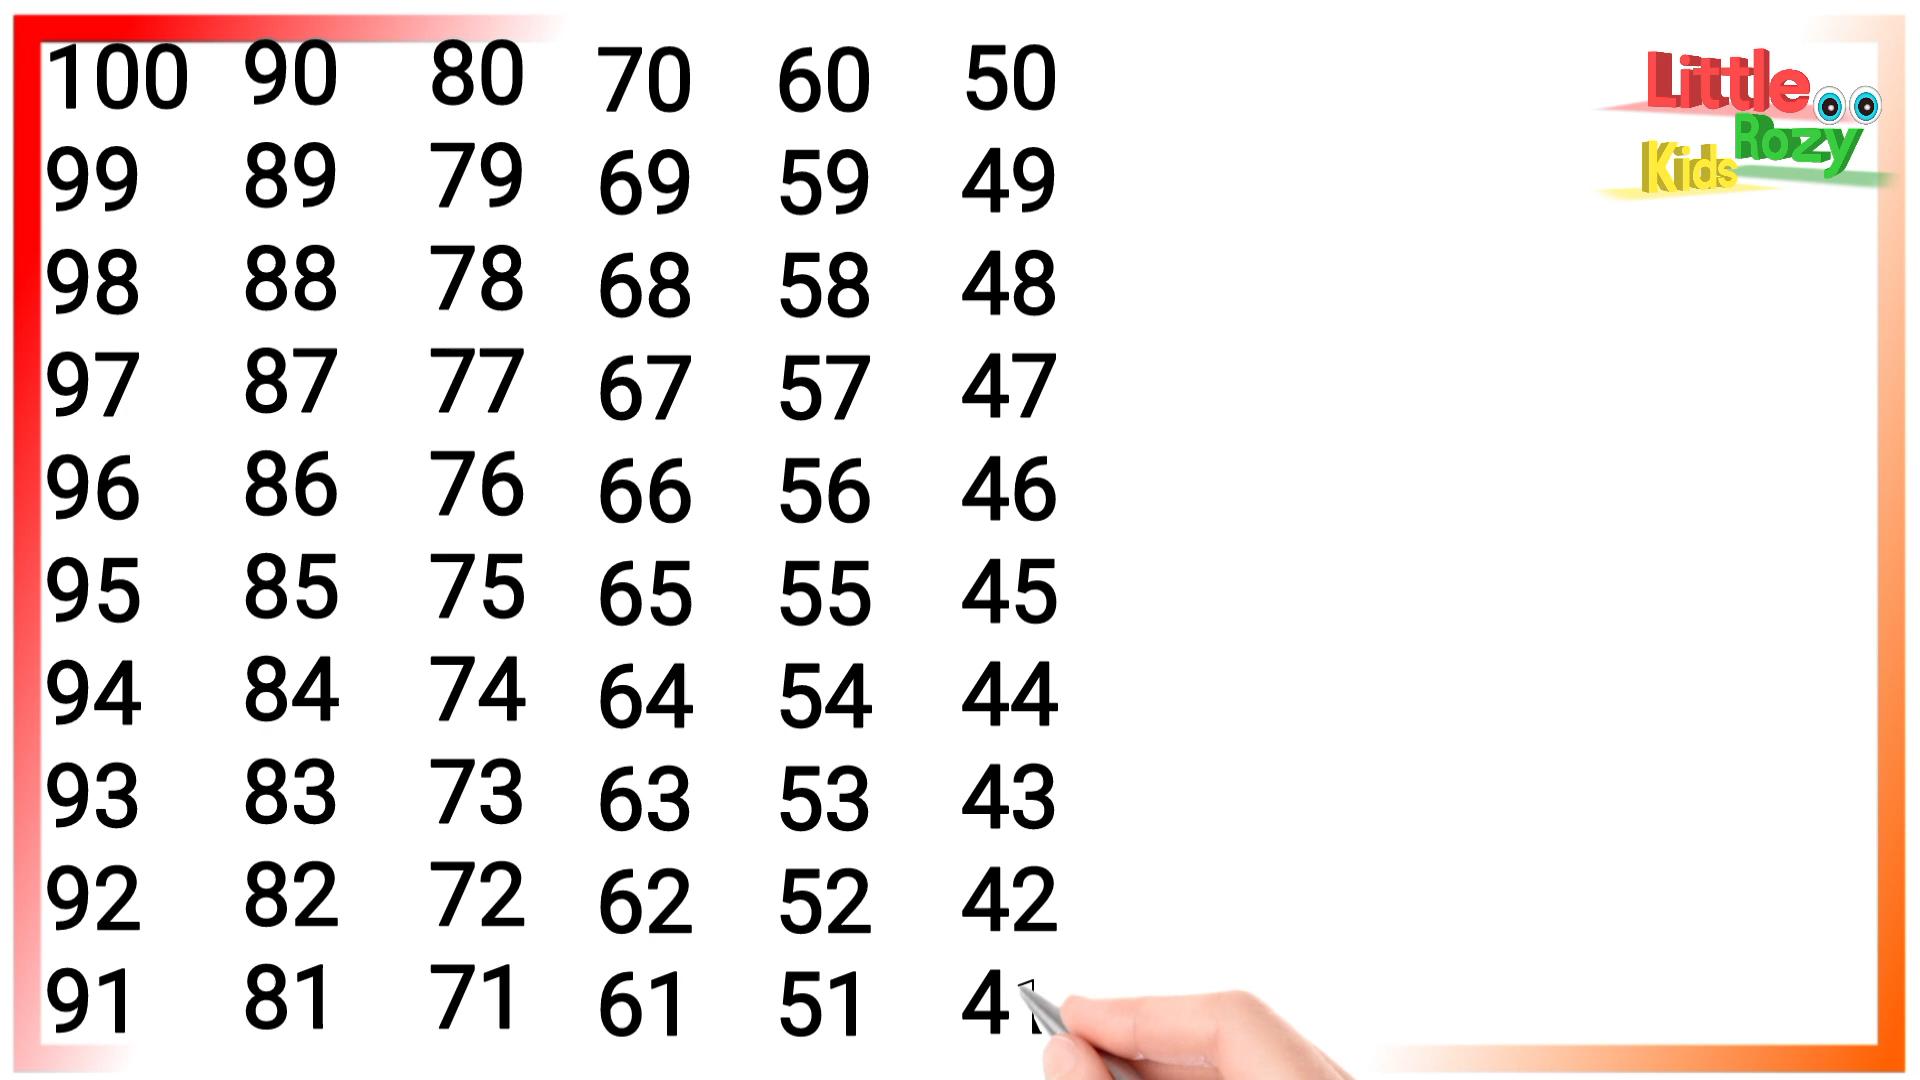 100 90 80 70 60 50
99 89 79 69 59 49
98 88 78 68 58 48
97 87 77 67 57 47
96 86 76 66 56 46
95 85 75 65 55 45
94 84 74 64 54 44
93 83 73 63 53 43
92 82 72 62 52 42
91 81 71 61 51 41
Little
Rozy
Kids